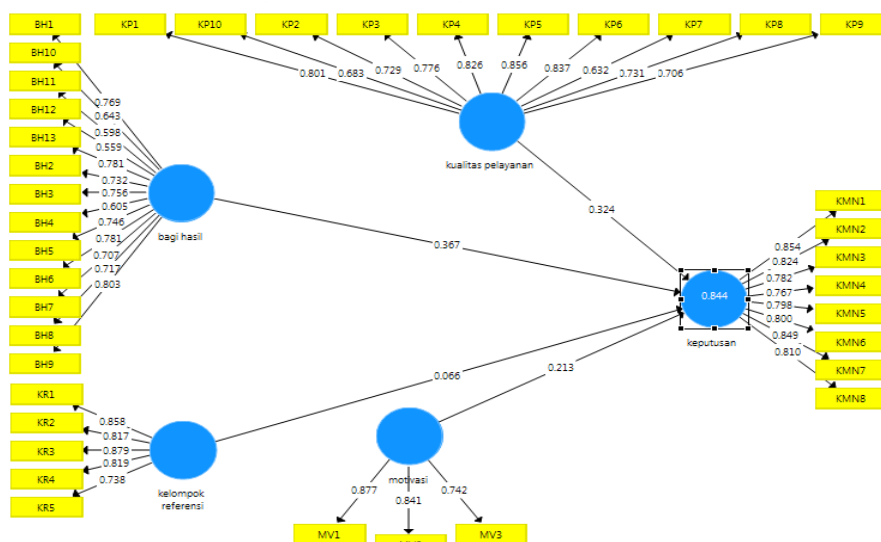 BH1
KP1
KP10
KP2
KP3
KP4
KP5
KP6
KP7
KP8
KP9
BH10
BH11
BH12
BH13
BH2
BH3
BH4
BH5
BH6
BH7
BH8
BH9
0.801
0.683
0.729
0.776
0.826
0.856
0.837
0.632
0.731
0.706
kualitas pelayanan
0.769
0.643
0.598
0.559
0.781
0.732
0.756
0.605
0.746
0.781
0.707
0.717
0.803
bagi hasil
0.324
0.367
0.844
keputusan
0.854
0.824
0.782
0.767
0.798
0.800
0.849
0.810
KMN1
KMN2
KMN3
KMN4
KMN5
KMN6
KMN7
KMN8
KR1
KR2
KR3
KR4
KR5
0.858
0.817
0.879
0.819
0.738
kelompok
referensi
0.066
0.213
motivasi
0.877
0.841
0.742
MV1
MV3